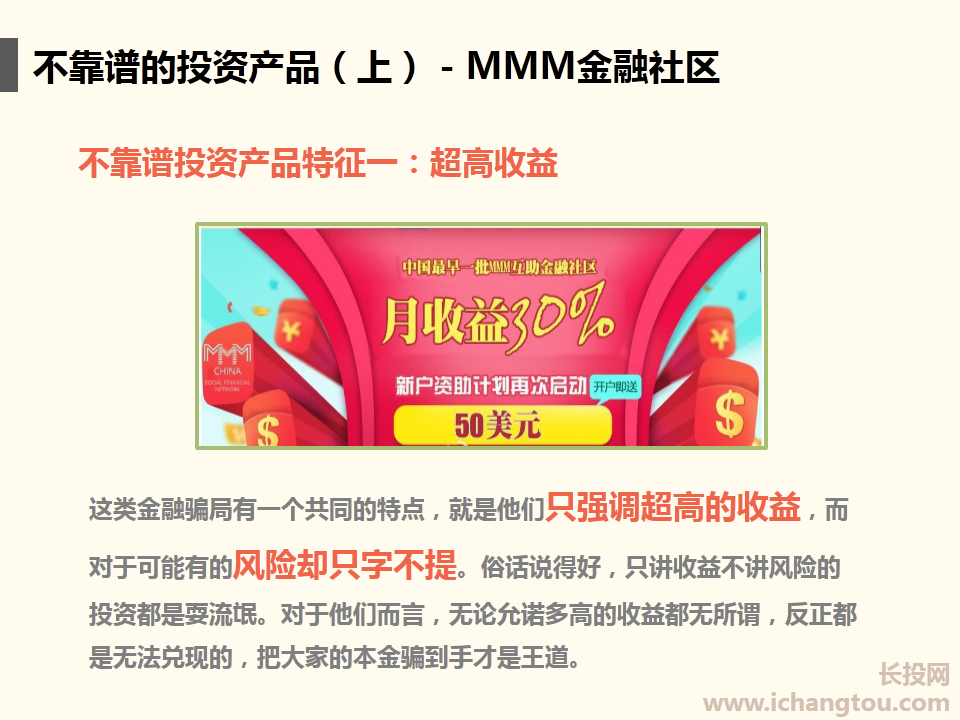 不靠谱的投资产品（上） - MMM金融社区
不靠谱投资产品特征一：超高收益
中国最早一批MMM互助金融社区
月收益30%
MMM
CHINA
SOCIAL FINANCIAL
NETWORK
新户资助计划再次启动 开户即送
50美元
这类金融骗局有一个共同的特点，就是他们只强调超高的收益，而
对于可能有的风险却只字不提。俗话说得好，只讲收益不讲风险的
投资都是耍流氓。对于他们而言，无论允诺多高的收益都无所谓，反正都
是无法兑现的，把大家的本金骗到手才是王道。
长投网
www.ichangtou.com